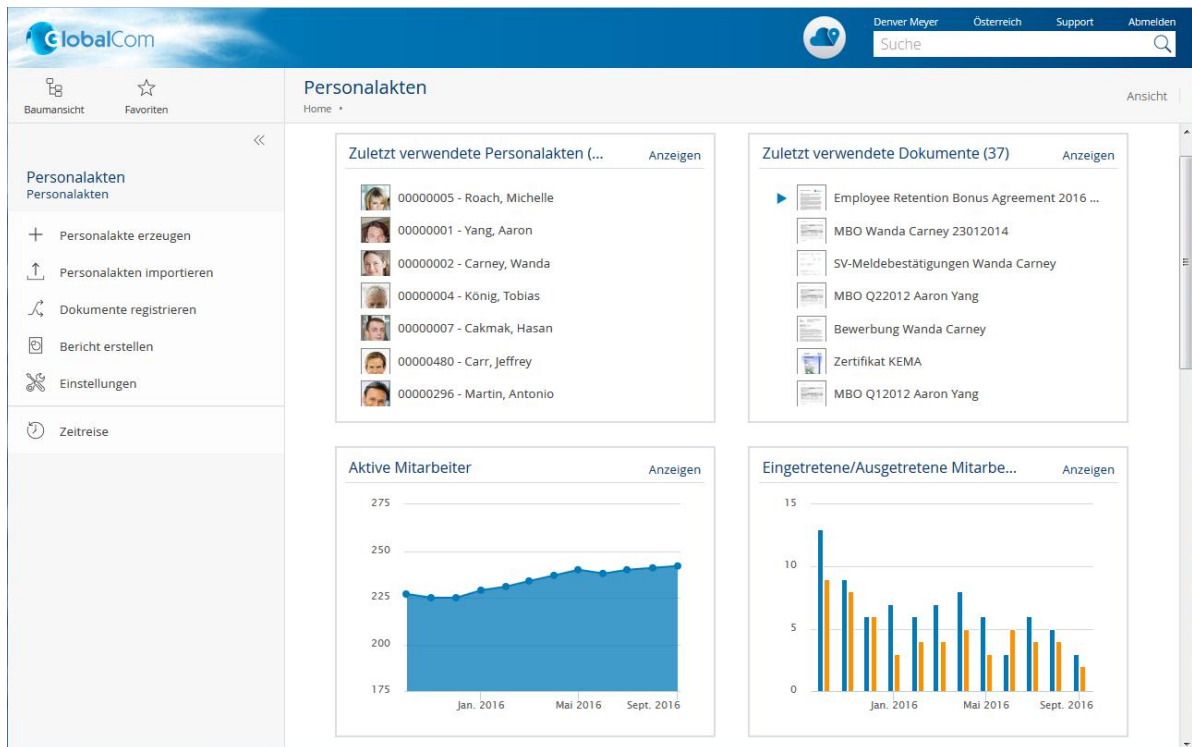 GlobalCom
Denver Meyer Österreich Support Abmelden
Suche
Baumansicht Favoriten
Personalakten
Home •
Ansicht
Personalakten
Personalakten
Personalakte erzeugen
Personalakten importieren
Dokumente registrieren
Bericht erstellen
Einstellungen
Zeitreise
Zuletzt verwendete Personalakten (... Anzeigen
00000005 - Roach, Michelle
00000001 - Yang, Aaron
00000002 - Carney, Wanda
00000004 - König, Tobias
00000007 - Cakmak, Hasan
00000480 - Carr, Jeffrey
00000296 - Martin, Antonio
Zuletzt verwendete Dokumente (37) Anzeigen
Employee Retention Bonus Agreement 2016 ...
MBO Wanda Carney 23012014
SV-Meldebestätigungen Wanda Carney
MBO Q22012 Aaron Yang
Bewerbung Wanda Carney
Zertifikat KEMA
MBO Q12012 Aaron Yang
Aktive Mitarbeiter Anzeigen
275
250
225
200
175
Jan. 2016 Mai 2016 Sept. 2016
Eingetretene/Ausgetretene Mitarbe... Anzeigen
15
10
5
0
Jan. 2016 Mai 2016 Sept. 2016